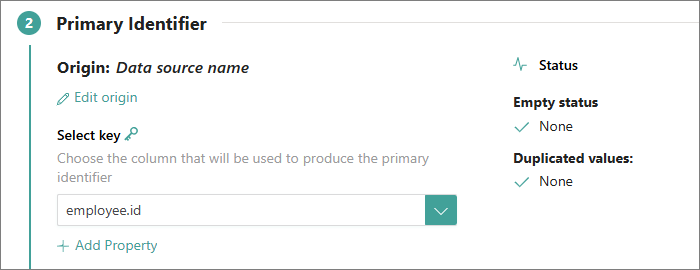 2 Primary Identifier
Origin: Data source name
Edit origin
Select key
Choose the column that will be used to produce the primary
identifier
employee.id
Add Property
Status
Empty status
None
Duplicated values:
None